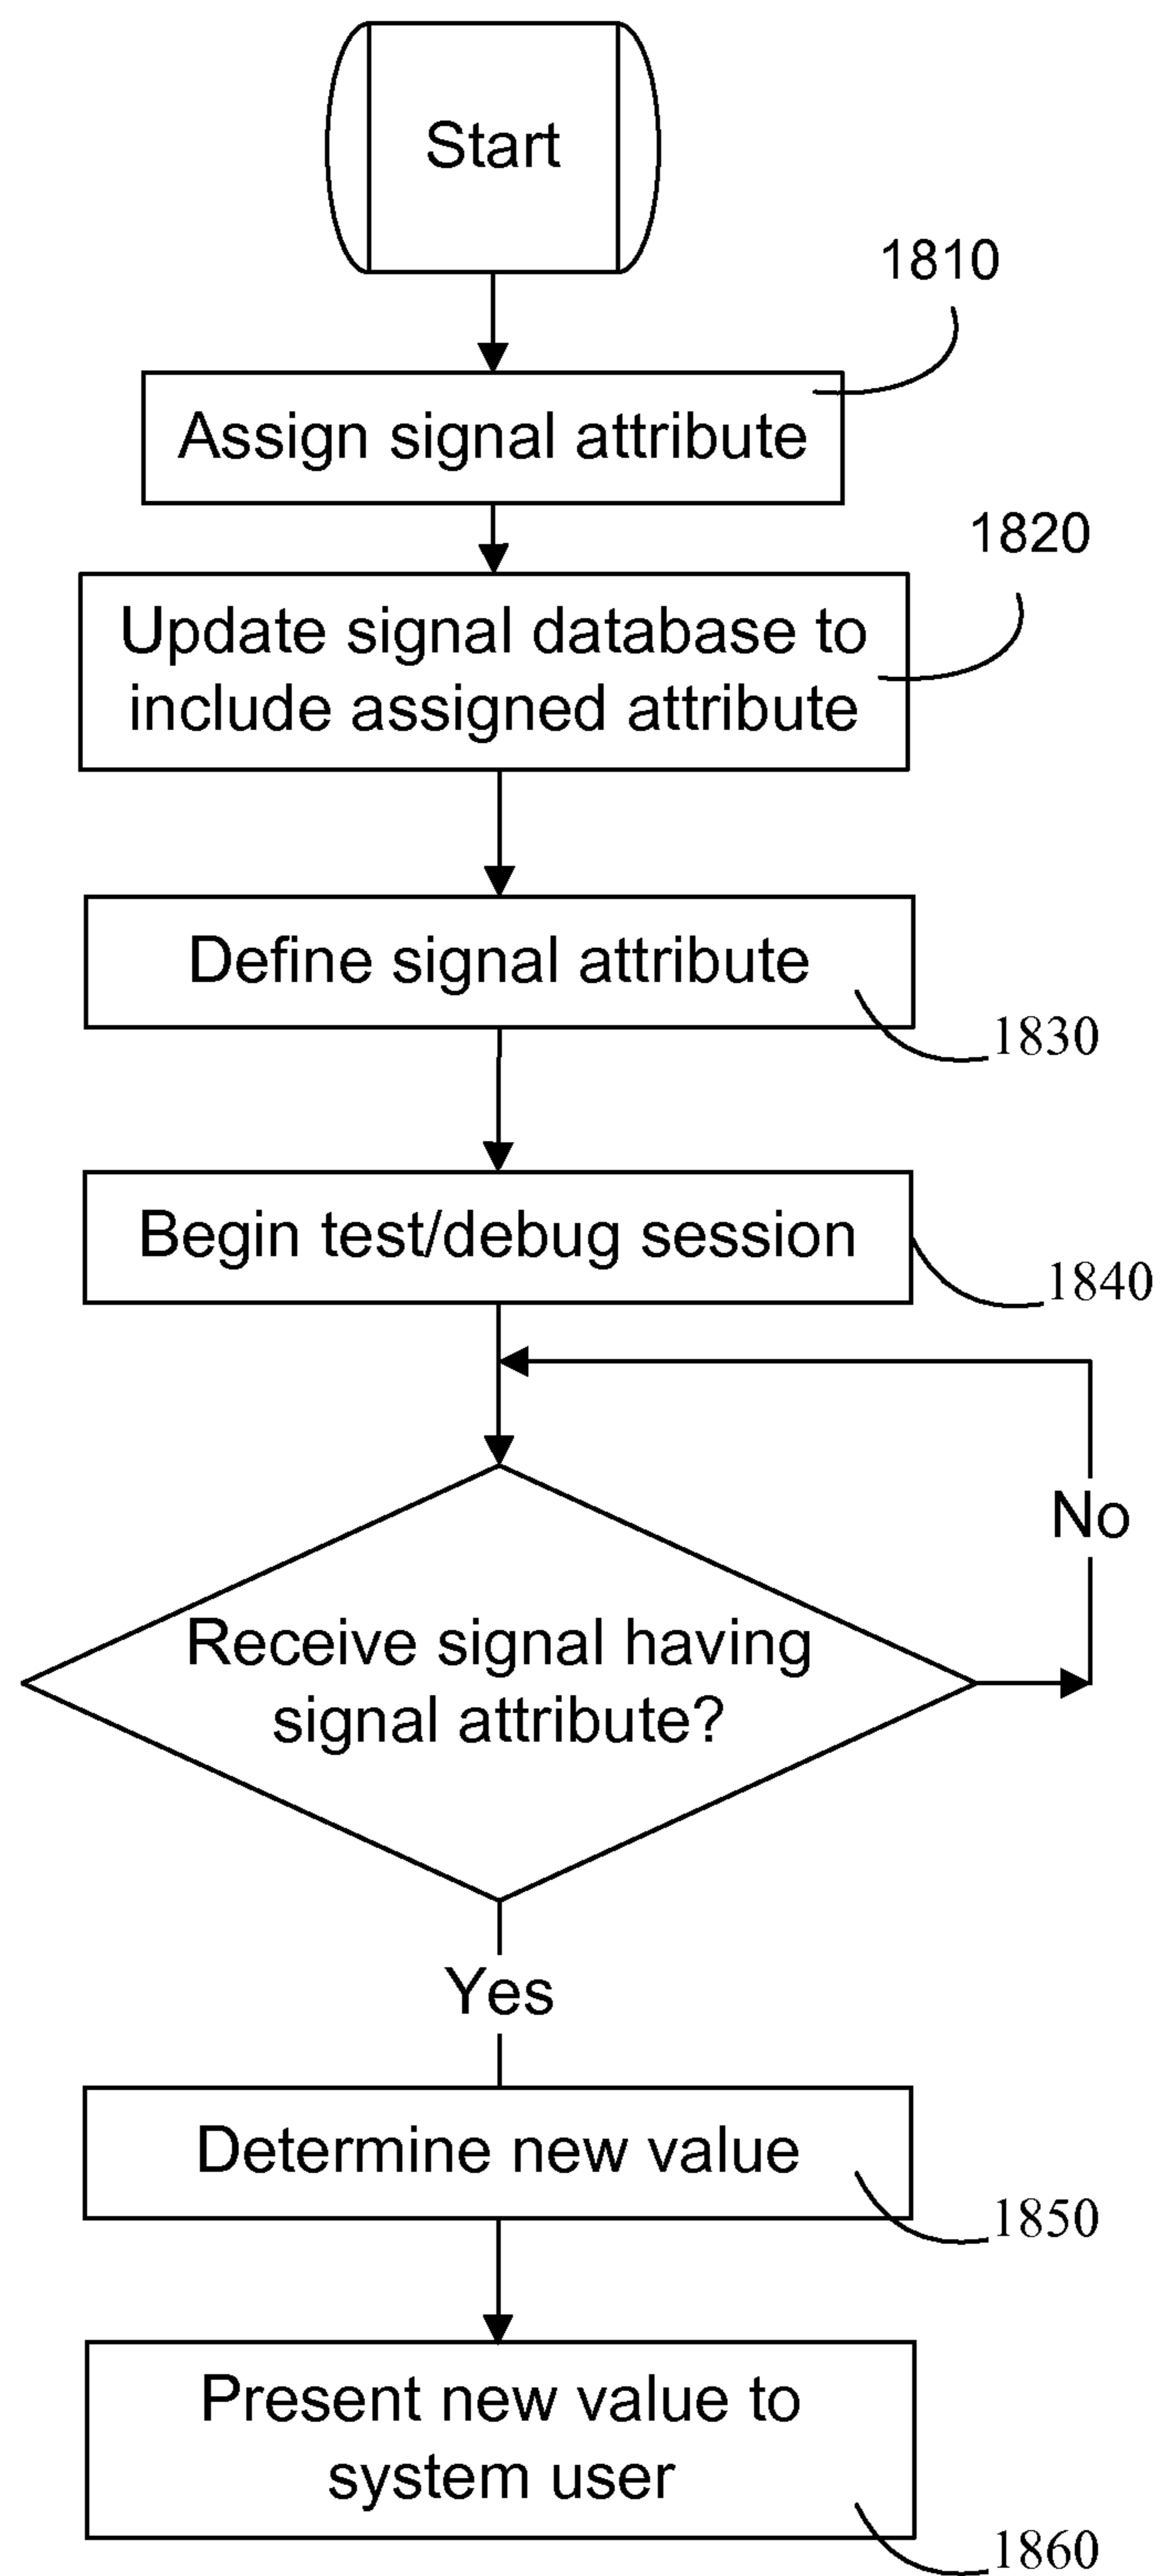 Start
1810
Assign signal attribute
1820
Update signal database to
include assigned attribute
Define signal attribute
1830
Begin test/debug session
1840
No
Receive signal having
signal attribute?
Yes
Determine new value
1850
Present new value to
system user
1860